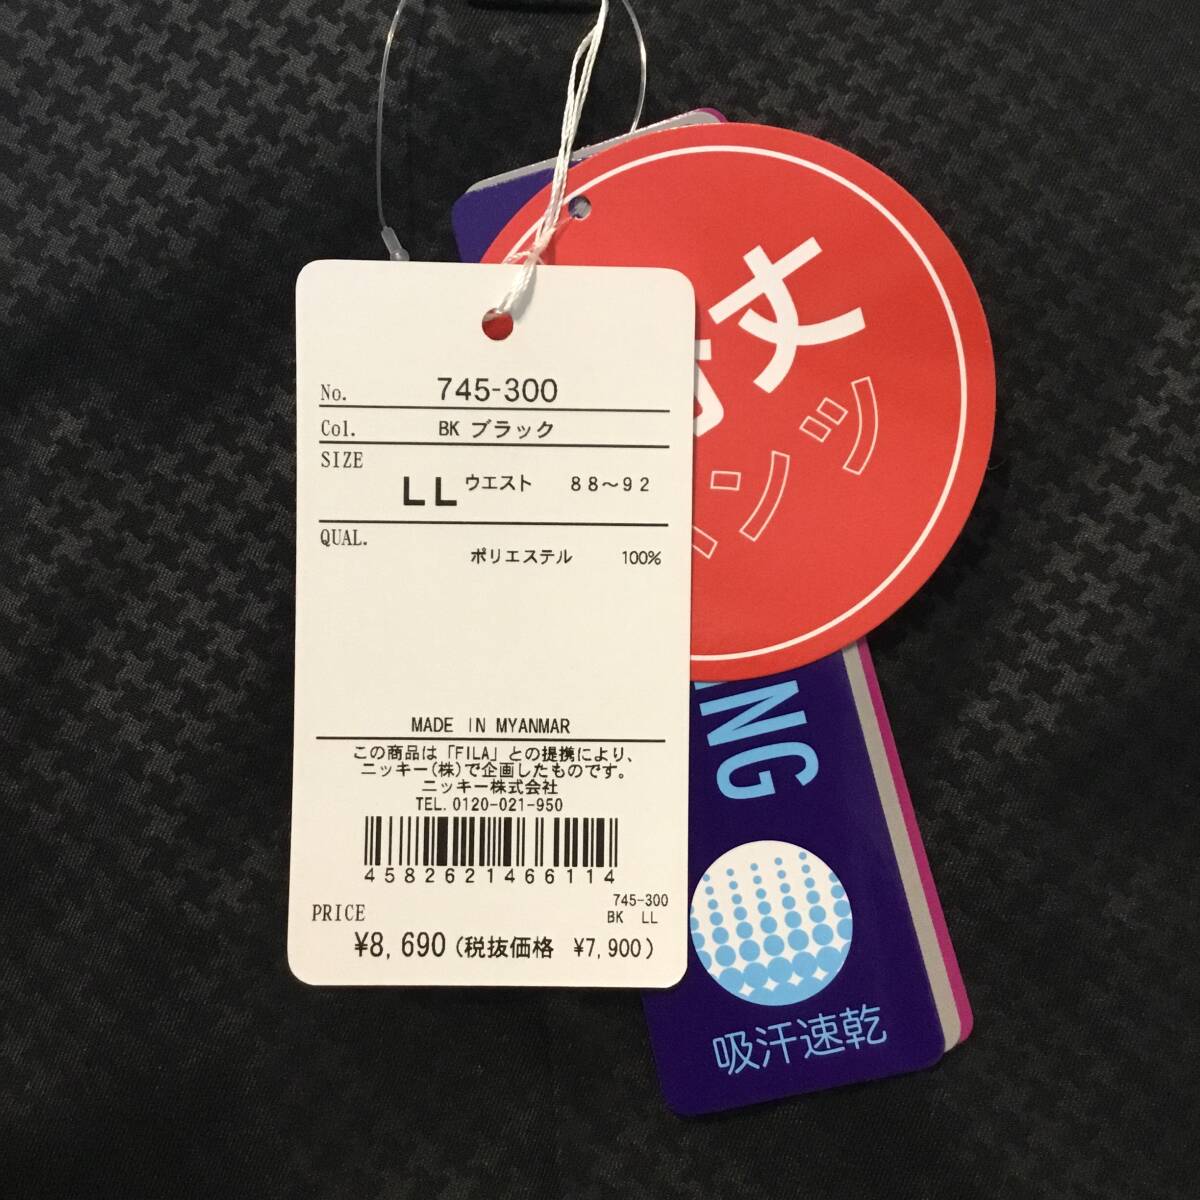 No. 745-300
Col. BK ブラック
SIZE
LL ウエスト 88～92
QUAL.
ポリエステル 100%
MADE IN MYANMAR
この商品は「FILA」との提携により、
ニッキー(株)で企画したものです。
ニッキー株式会社
TEL. 0120-021-950
4582621466114
745-300
BK LL
PRICE
¥8,690 (税抜価格 ¥7,900)
丈
ンツ
ING
吸汗速乾